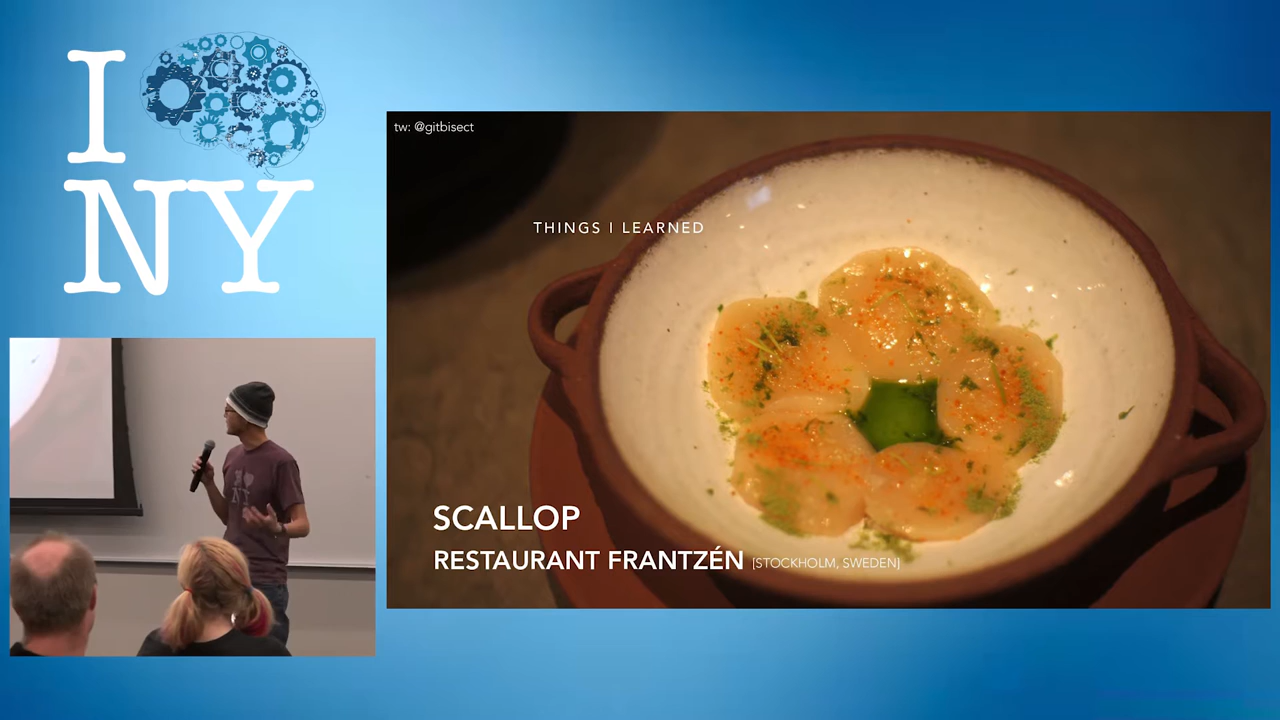 I
NY
tw: @gitbisect
THINGS I LEARNED
SCALLOP
RESTAURANT FRANTZÉN [STOCKHOLM, SWEDEN]